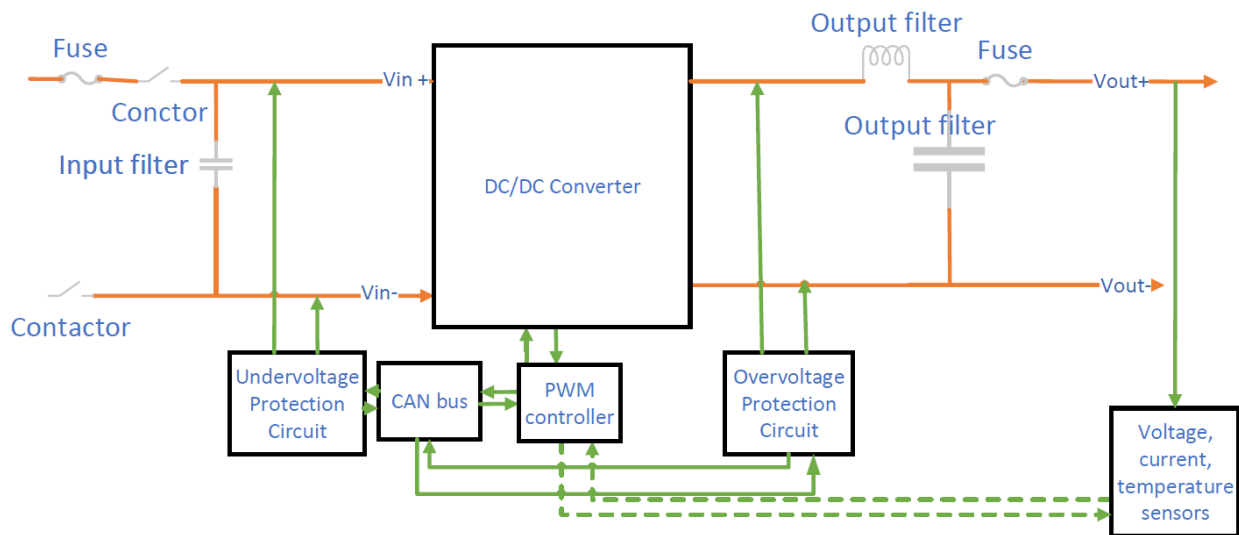 Output filter
Fuse
Fuse
Vin +
Vout+
Conctor
Output filter
Input filter
DC/DC Converter
Vin-
Vout-
Contactor
Undervoltage
Protection
Circuit
CAN bus
PWM
controller
Overvoltage
Protection
Circuit
Voltage,
current,
temperature
sensors